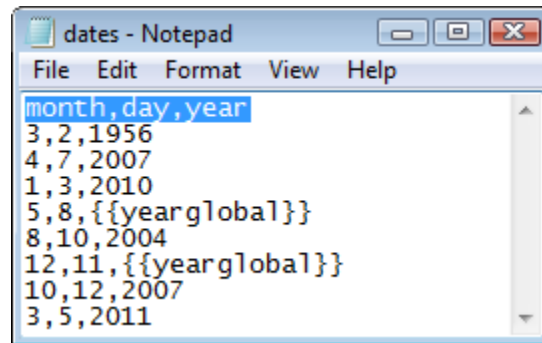 dates - Notepad
File Edit Format View Help
month,day,year
3,2,1956
4,7,2007
1,3,2010
5,8,{{yearglobal}}
8,10,2004
12,11,{{yearglobal}}
10,12,2007
3,5,2011